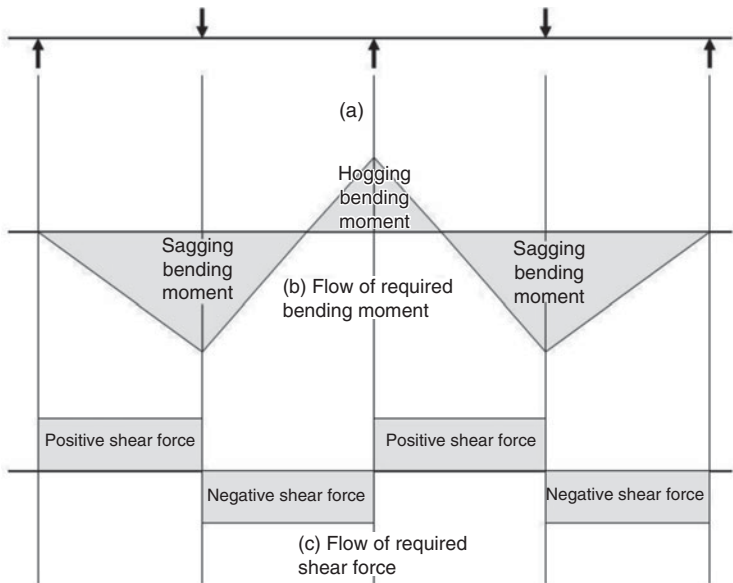 (a)
Hogging
bending
moment
Sagging
bending
moment
Sagging
bending
moment
(b) Flow of required
bending moment
Positive shear force
Positive shear force
Negative shear force
Negative shear force
(c) Flow of required
shear force